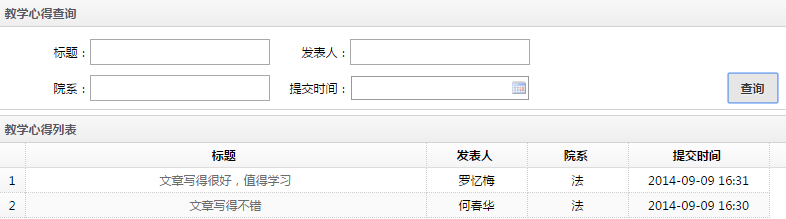 教学心得查询
标题： 发表人：
院系： 提交时间： 查询
教学心得列表
标题 发表人 院系 提交时间
1 文章写得很好，值得学习 罗忆梅 法 2014-09-09 16:31
2 文章写得不错 何春华 法 2014-09-09 16:30